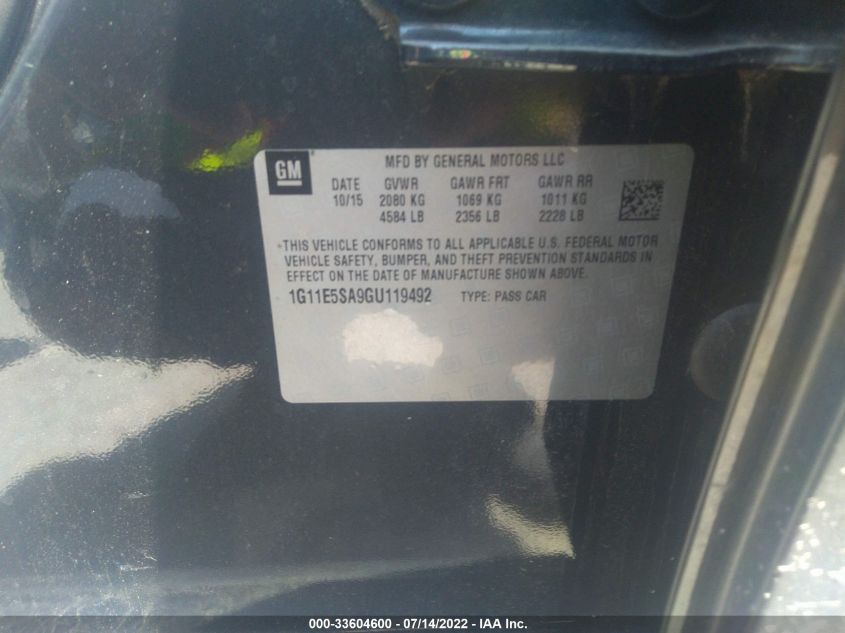 GM
MFD BY GENERAL MOTORS LLC
DATE GVWR GAWR FRT GAWR RR
10/15 2080 KG 1069 KG 1011 KG
4584 LB 2356 LB 2228 LB
THIS VEHICLE CONFORMS TO ALL APPLICABLE U.S. FEDERAL MOTOR
VEHICLE SAFETY, BUMPER, AND THEFT PREVENTION STANDARDS IN
EFFECT ON THE DATE OF MANUFACTURE SHOWN ABOVE.
1G11E5SA9GU119492 TYPE: PASS CAR
000-33604600 - 07/14/2022 - IAA Inc.